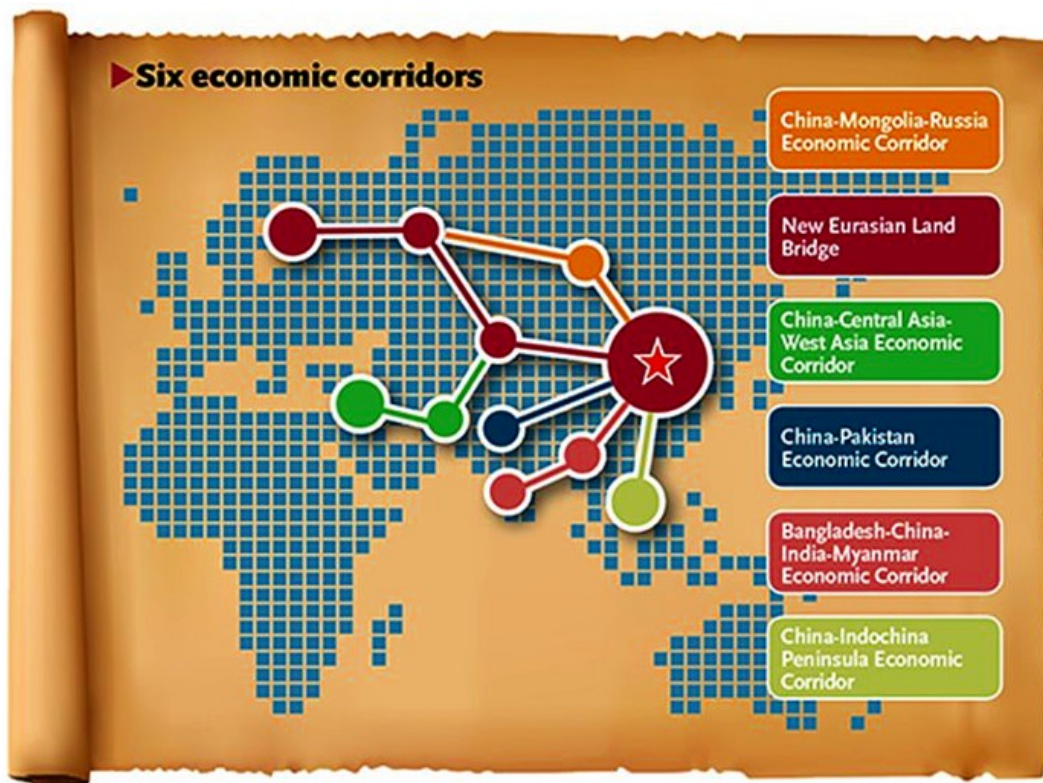 Six economic corridors
China-Mongolia-Russia
Economic Corridor
New Eurasian Land
Bridge
China-Central Asia-
West Asia Economic
Corridor
China-Pakistan
Economic Corridor
Bangladesh-China-
India-Myanmar
Economic Corridor
China-Indochina
Peninsula Economic
Corridor